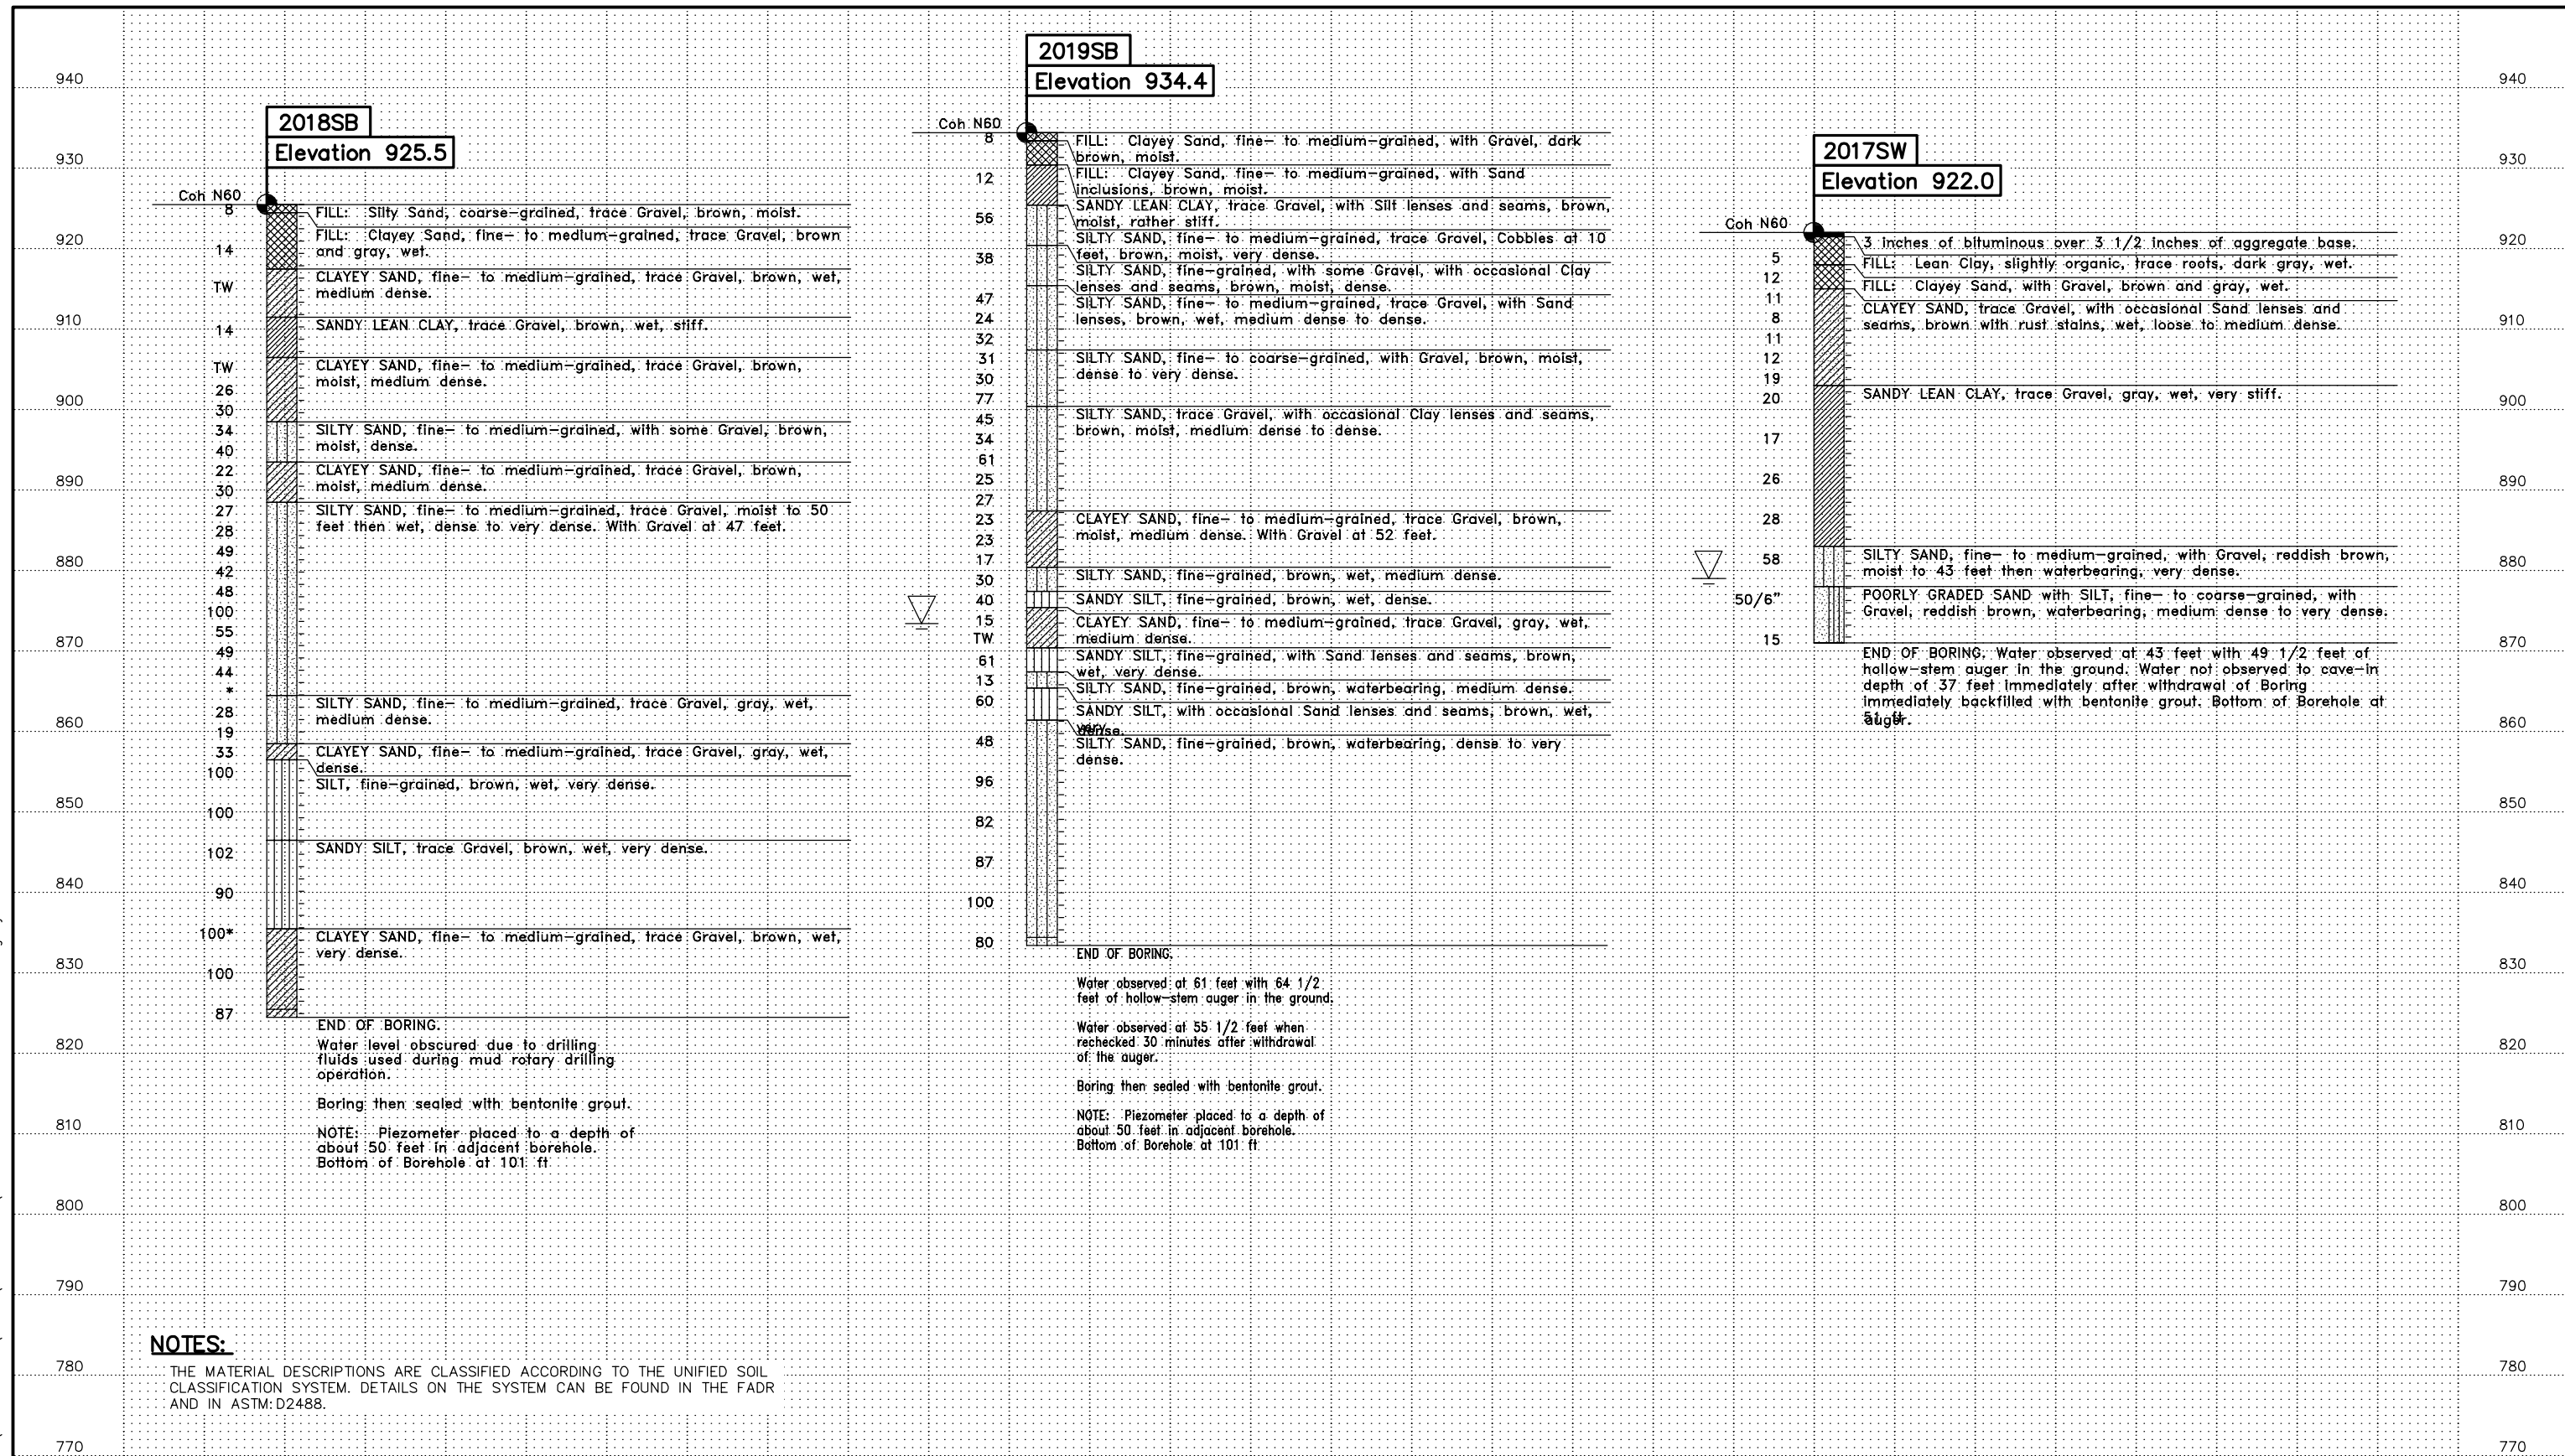 940
930
920
910
900
890
880
870
860
850
840
830
820
810
800
790
780
770
2018SB
Elevation 925.5
Coh N60
8
14
TW
14
TW
26
30
34
40
22
30
27
28
49
42
48
100
55
49
44
*
28
19
33
100
100
102
90
100*
100
87
FILL: Silty Sand, coarse-grained, trace Gravel, brown, moist.
FILL: Clayey Sand, fine- to medium-grained, trace Gravel, brown
and gray, wet.
CLAYEY SAND, fine- to medium-grained, trace Gravel, brown, wet,
medium dense.
SANDY LEAN CLAY, trace Gravel, brown, wet, stiff.
CLAYEY SAND, fine- to medium-grained, trace Gravel, brown,
moist, medium dense.
SILTY SAND, fine- to medium-grained, with some Gravel, brown,
moist, dense.
CLAYEY SAND, fine- to medium-grained, trace Gravel, brown,
moist, medium dense.
SILTY SAND, fine- to medium-grained, trace Gravel, moist to 50
feet then wet, dense to very dense. With Gravel at 47 feet.
SILTY SAND, fine- to medium-grained, trace Gravel, gray, wet,
medium dense.
CLAYEY SAND, fine- to medium-grained, trace Gravel, gray, wet,
dense.
SILT, fine-grained, brown, wet, very dense.
SANDY SILT, trace Gravel, brown, wet, very dense.
CLAYEY SAND, fine- to medium-grained, trace Gravel, brown, wet,
very dense.
END OF BORING.
Water level obscured due to drilling
fluids used during mud rotary drilling
operation.
Boring then sealed with bentonite grout.
NOTE: Piezometer placed to a depth of
about 50 feet in adjacent borehole.
Bottom of Borehole at 101 ft
2019SB
Elevation 934.4
Coh N60
8
12
56
38
47
24
32
31
30
77
45
34
61
25
27
23
23
17
30
40
15
TW
61
13
60
48
96
82
87
100
80
FILL: Clayey Sand, fine- to medium-grained, with Gravel, dark
brown, moist.
FILL: Clayey Sand, fine- to medium-grained, with Sand
inclusions, brown, moist.
SANDY LEAN CLAY, trace Gravel, with Silt lenses and seams, brown,
moist, rather stiff.
SILTY SAND, fine- to medium-grained, trace Gravel, Cobbles at 10
feet, brown, moist, very dense.
SILTY SAND, fine-grained, with some Gravel, with occasional Clay
lenses and seams, brown, moist, dense.
SILTY SAND, fine- to medium-grained, trace Gravel, with Sand
lenses, brown, wet, medium dense to dense.
SILTY SAND, fine- to coarse-grained, with Gravel, brown, moist,
dense to very dense.
SILTY SAND, trace Gravel, with occasional Clay lenses and seams,
brown, moist, medium dense to dense.
CLAYEY SAND, fine- to medium-grained, trace Gravel, brown,
moist, medium dense. With Gravel at 52 feet.
SILTY SAND, fine-grained, brown, wet, medium dense.
SANDY SILT, fine-grained, brown, wet, dense.
CLAYEY SAND, fine- to medium-grained, trace Gravel, gray, wet,
medium dense.
SANDY SILT, fine-grained, with Sand lenses and seams, brown,
wet, very dense.
SILTY SAND, fine-grained, brown, waterbearing, medium dense.
SANDY SILT, with occasional Sand lenses and seams, brown, wet,
very
dense.
SILTY SAND, fine-grained, brown, waterbearing, dense to very
dense.
END OF BORING.
Water observed at 61 feet with 64 1/2
feet of hollow-stem auger in the ground.
Water observed at 55 1/2 feet when
rechecked 30 minutes after withdrawal
of the auger.
Boring then sealed with bentonite grout.
NOTE: Piezometer placed to a depth of
about 50 feet in adjacent borehole.
Bottom of Borehole at 101 ft
2017SW
Elevation 922.0
Coh N60
5
12
11
8
11
12
19
20
17
26
28
58
50/6"
15
3 inches of bituminous over 3 1/2 inches of aggregate base.
FILL: Lean Clay, slightly organic, trace roots, dark gray, wet.
FILL: Clayey Sand, with Gravel, brown and gray, wet.
CLAYEY SAND, trace Gravel, with occasional Sand lenses and
seams, brown with rust stains, wet, loose to medium dense.
SANDY LEAN CLAY, trace Gravel, gray, wet, very stiff.
SILTY SAND, fine- to medium-grained, with Gravel, reddish brown,
moist to 43 feet then waterbearing, very dense.
POORLY GRADED SAND with SILT, fine- to coarse-grained, with
Gravel, reddish brown, waterbearing, medium dense to very dense.
END OF BORING. Water observed at 43 feet with 49 1/2 feet of
hollow-stem auger in the ground. Water not observed to cave-in
depth of 37 feet immediately after withdrawal of Boring
immediately backfilled with bentonite grout. Bottom of Borehole at
51 ft
auger.
940
930
920
910
900
890
880
870
860
850
840
830
820
810
800
790
780
770
NOTES:
THE MATERIAL DESCRIPTIONS ARE CLASSIFIED ACCORDING TO THE UNIFIED SOIL
CLASSIFICATION SYSTEM. DETAILS ON THE SYSTEM CAN BE FOUND IN THE FADR
AND IN ASTM:D2488.